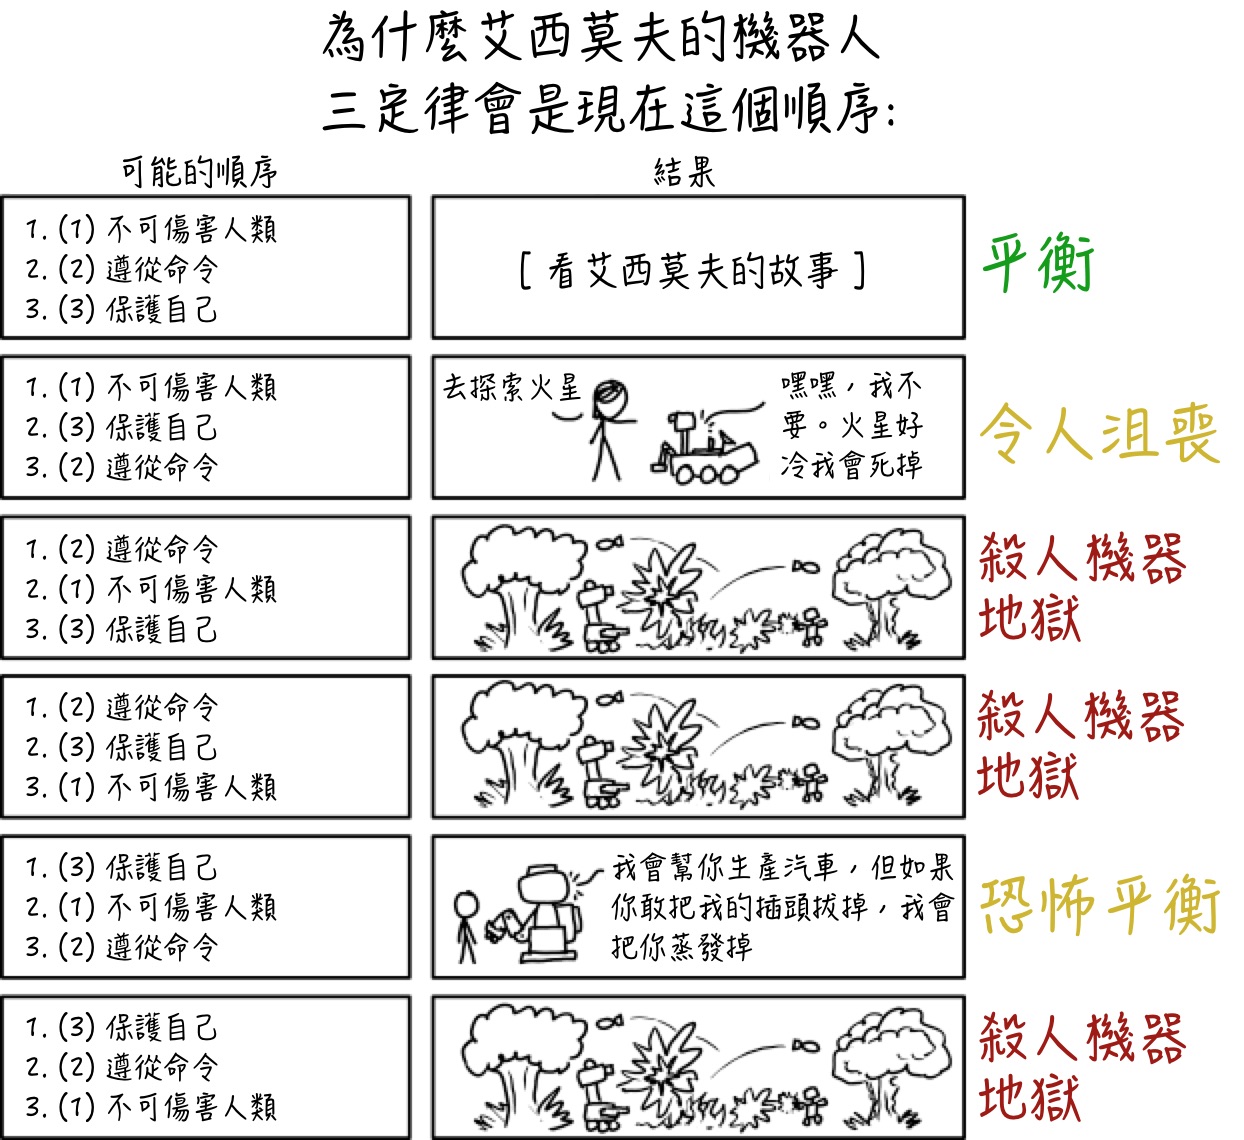 為什麼艾西莫夫的機器人
三定律會是現在這個順序:
可能的順序
結果
1. (1) 不可傷害人類
2. (2) 遵從命令
3. (3) 保護自己
[ 看艾西莫夫的故事 ]
平衡
1. (1) 不可傷害人類
2. (3) 保護自己
3. (2) 遵從命令
去探索火星
嘿嘿，我不
要。火星好
冷我會死掉
令人沮喪
1. (2) 遵從命令
2. (1) 不可傷害人類
3. (3) 保護自己
殺人機器
地獄
1. (2) 遵從命令
2. (3) 保護自己
3. (1) 不可傷害人類
殺人機器
地獄
1. (3) 保護自己
2. (1) 不可傷害人類
3. (2) 遵從命令
我會幫你生產汽車，但如果
你敢把我的插頭拔掉，我會
把你蒸發掉
恐怖平衡
1. (3) 保護自己
2. (2) 遵從命令
3. (1) 不可傷害人類
殺人機器
地獄